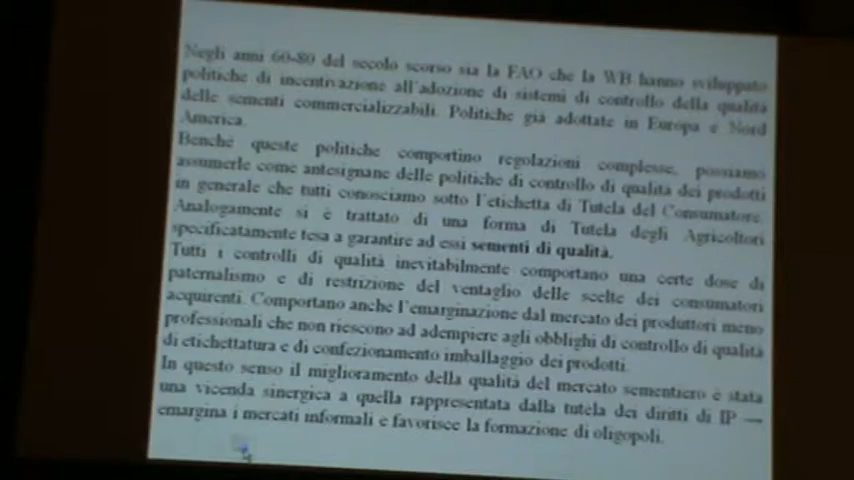 Negli anni 60-80 del secolo scorso sia la FAO che la WB hanno sviluppato
politiche di incentivazione all'adozione di sistemi di controllo della qualità
delle sementi commercializzabili. Politiche già adottate in Europa e Nord
America.
Benché queste politiche comportino regolazioni complesse, possiamo
assumerle come antesignane delle politiche di controllo di qualità dei prodotti
in generale che tutti conosciamo sotto l'etichetta di Tutela del Consumatore.
Analogamente si è trattato di una forma di Tutela degli Agricoltori
specificatamente tesa a garantire ad essi sementi di qualità.
Tutti i controlli di qualità inevitabilmente comportano una certe dose di
paternalismo e di restrizione del ventaglio delle scelte dei consumatori
acquirenti. Comportano anche l'emarginazione dal mercato dei produttori meno
professionali che non riescono ad adempiere agli obblighi di controllo di qualità
di etichettatura e di confezionamento imballaggio dei prodotti.
In questo senso il miglioramento della qualità del mercato sementiero è stata
una vicenda sinergica a quella rappresentata dalla tutela dei diritti di IP —
emargina i mercati informali e favorisce la formazione di oligopoli.